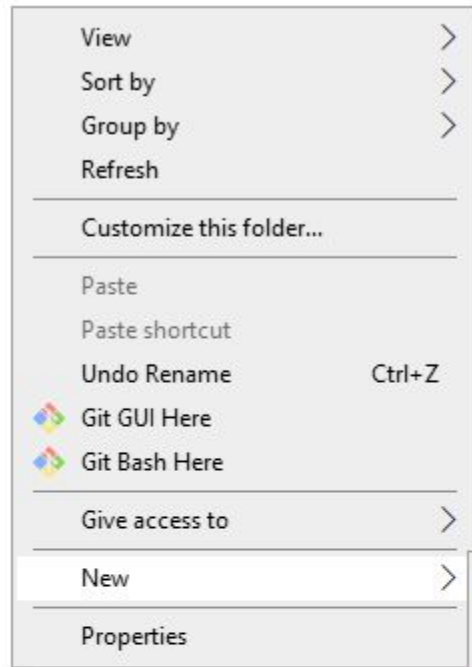 View
Sort by
Group by
Refresh
Customize this folder...
Paste
Paste shortcut
Undo Rename Ctrl+Z
Git GUI Here
Git Bash Here
Give access to
New
Properties